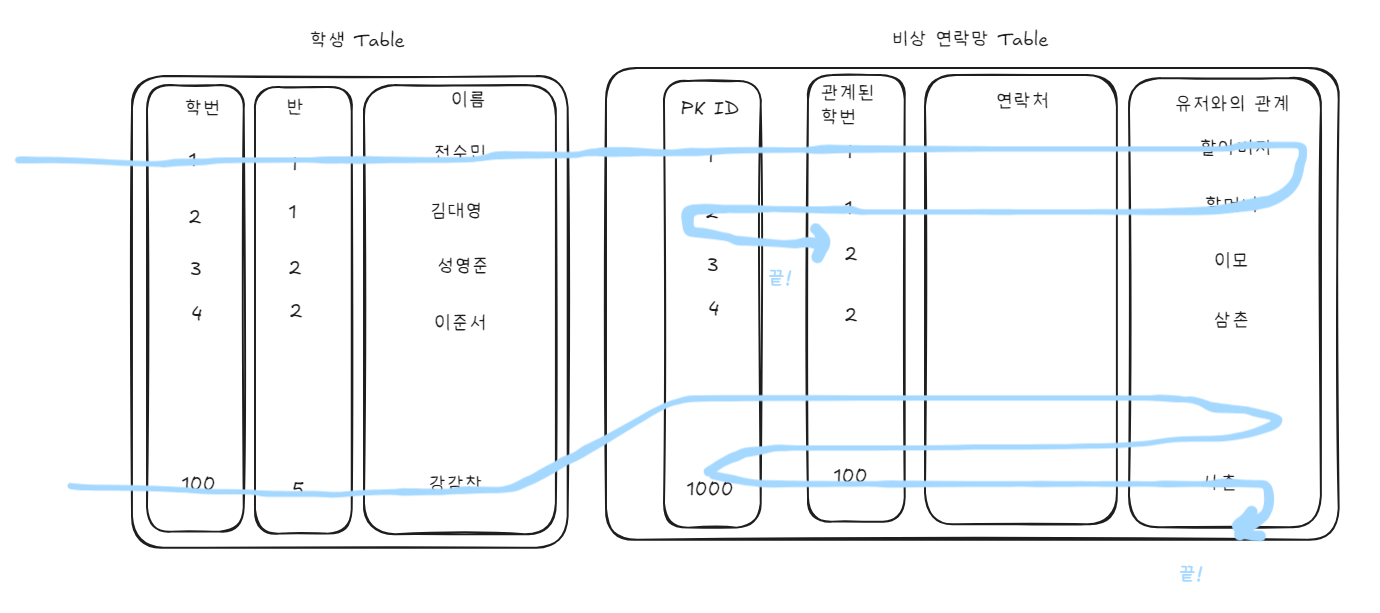 학생 Table
비상 연락망 Table
학번 반 이름
PK ID 관계된 학번 연락처 유저와의 관계
1 1 전수민
1 1 할아버지
2 1 김대영
2 1 할머니
3 2 성영준
3 2 이모
4 2 이준서
4 2 삼촌
끝!
100 5 강감찬
1000 100 사촌
끝!